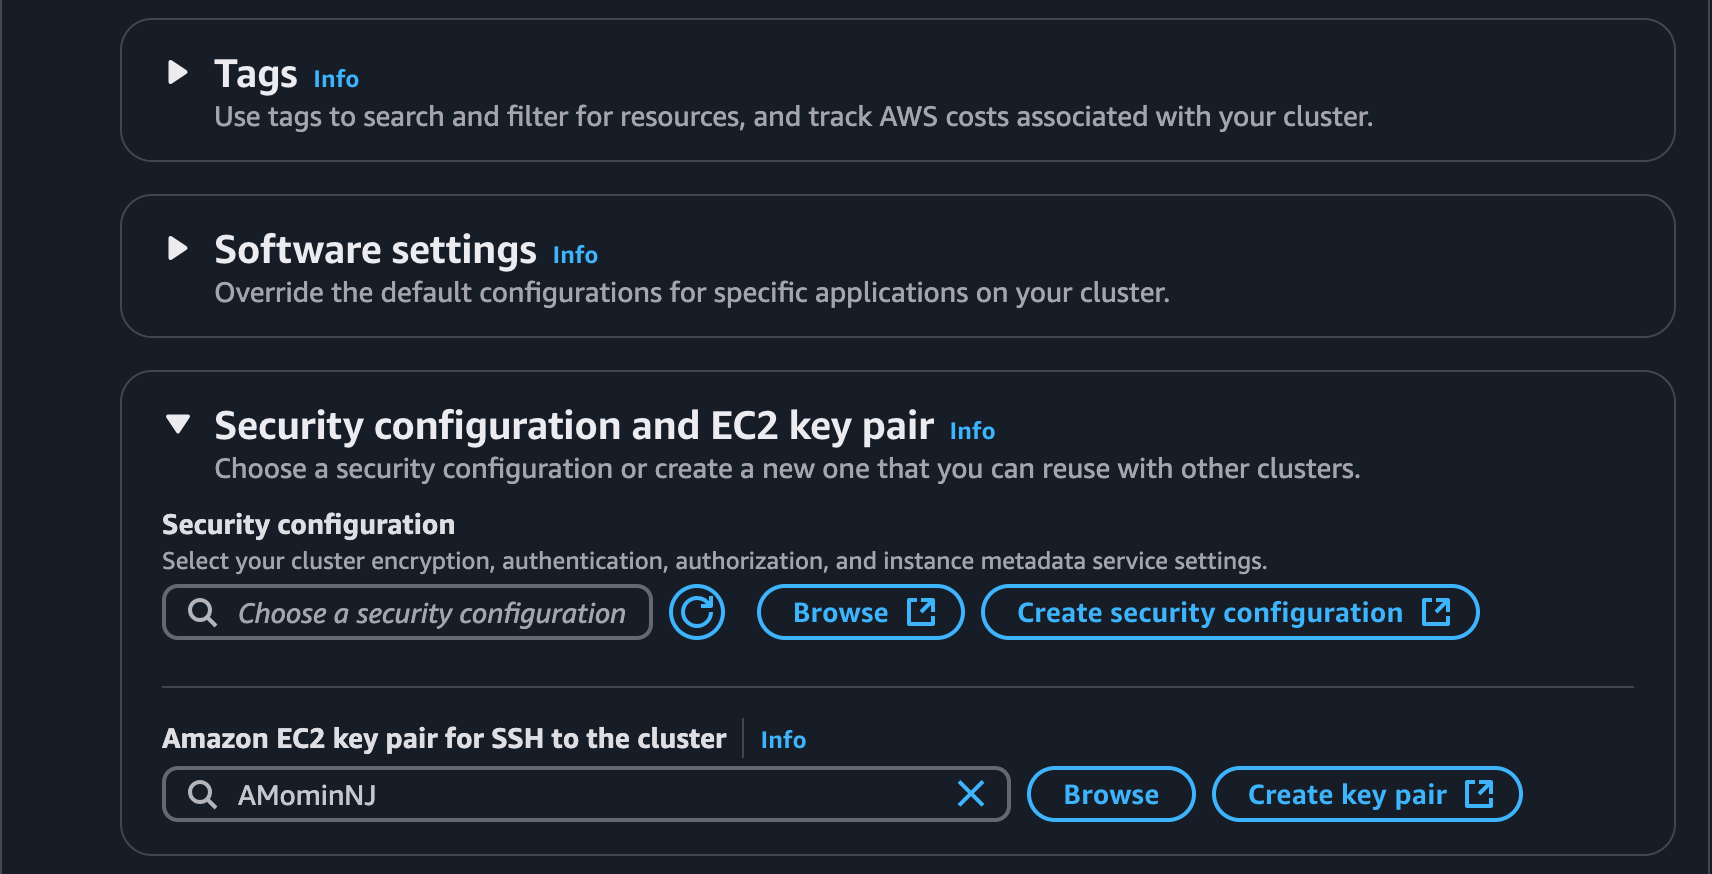 Tags Info
Use tags to search and filter for resources, and track AWS costs associated with your cluster.
Software settings Info
Override the default configurations for specific applications on your cluster.
Security configuration and EC2 key pair Info
Choose a security configuration or create a new one that you can reuse with other clusters.
Security configuration
Select your cluster encryption, authentication, authorization, and instance metadata service settings.
Choose a security configuration Browse Create security configuration
Amazon EC2 key pair for SSH to the cluster Info
AMominNJ Browse Create key pair